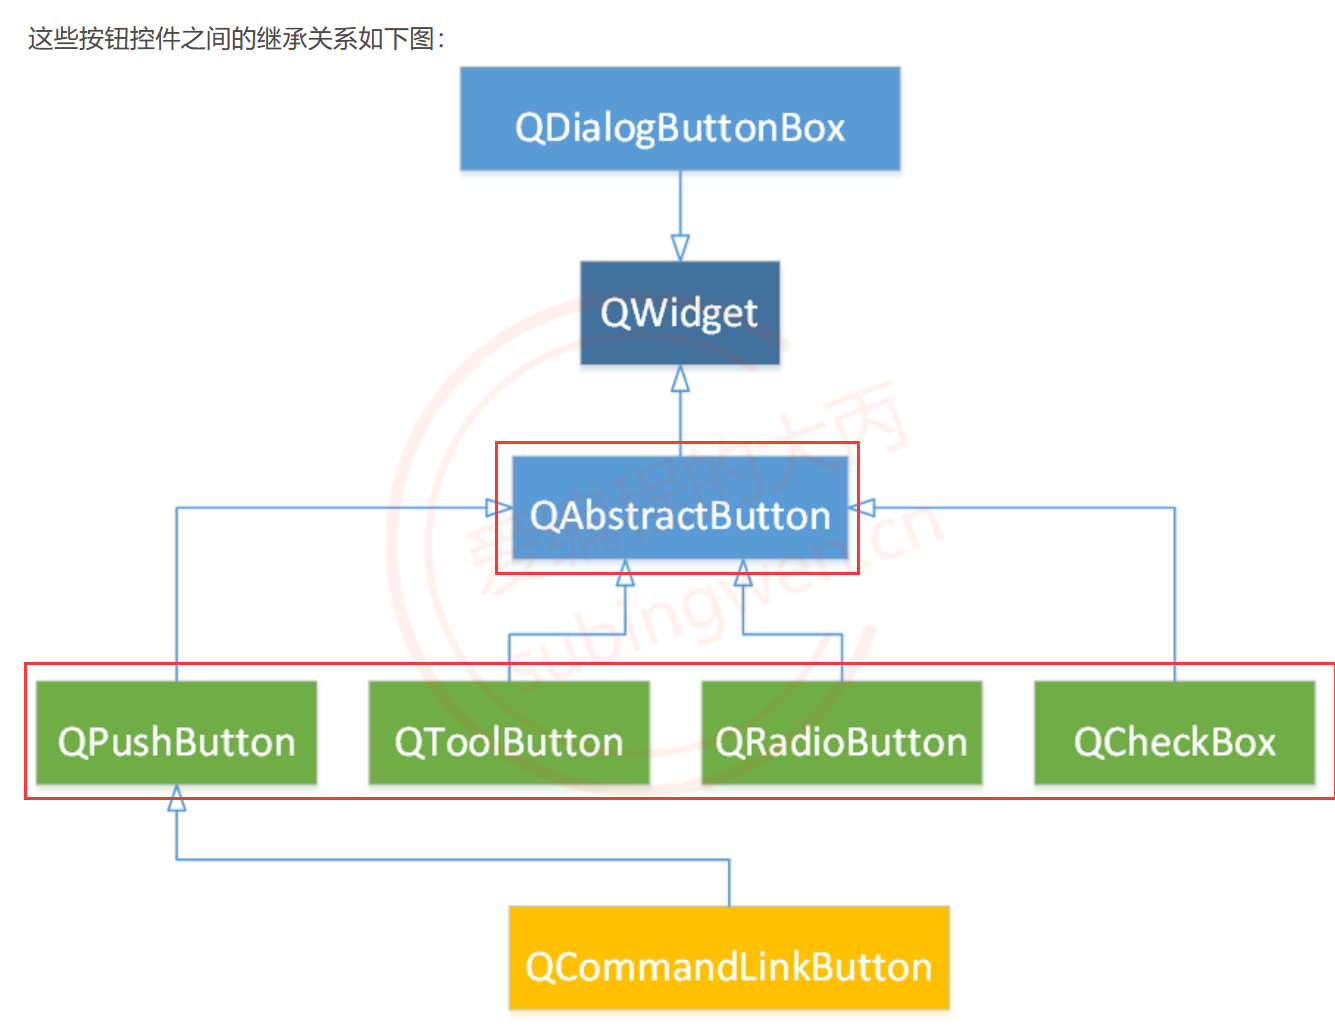 这些按钮控件之间的继承关系如下图：
QDialogButtonBox
QWidget
QAbstractButton
爱编程的大丙
subingwen.cn
QPushButton
QToolButton
QRadioButton
QCheckBox
QCommandLinkButton